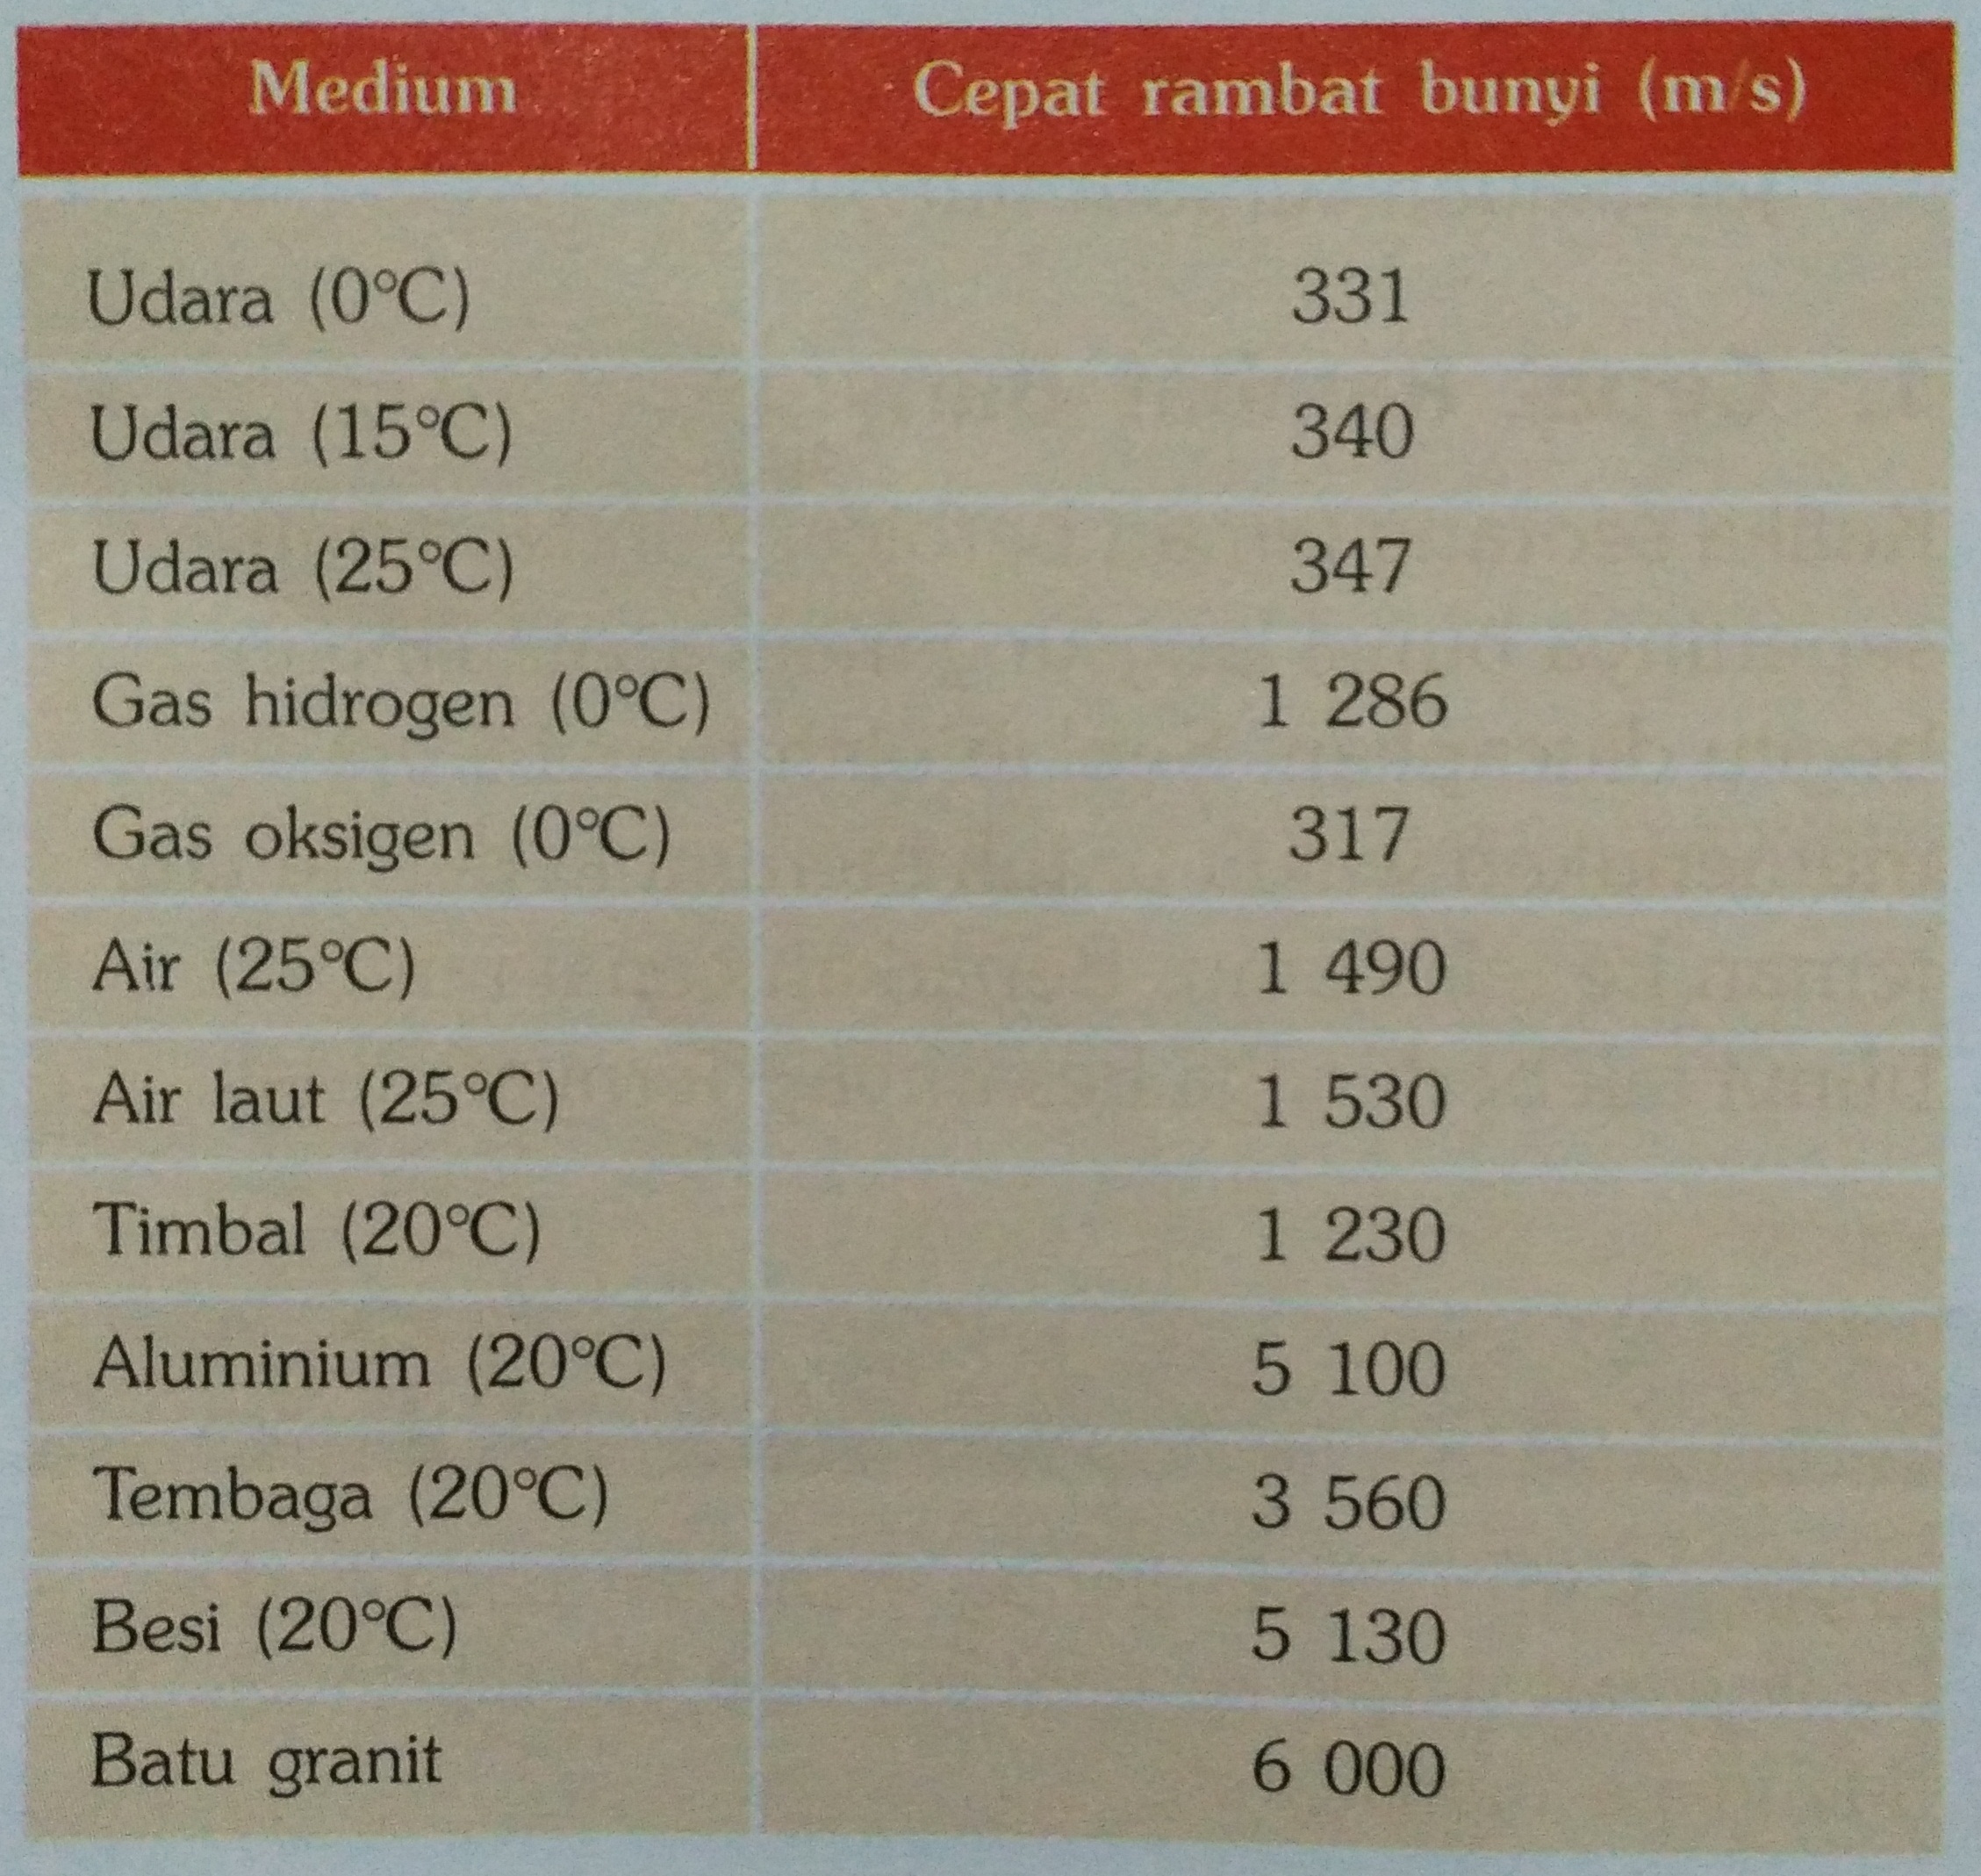 Medium Cepat rambat bunyi (m/s)
Udara (0°C) 331
Udara (15°C) 340
Udara (25°C) 347
Gas hidrogen (0°C) 1 286
Gas oksigen (0°C) 317
Air (25°C) 1 490
Air laut (25°C) 1 530
Timbal (20°C) 1 230
Aluminium (20°C) 5 100
Tembaga (20°C) 3 560
Besi (20°C) 5 130
Batu granit 6 000